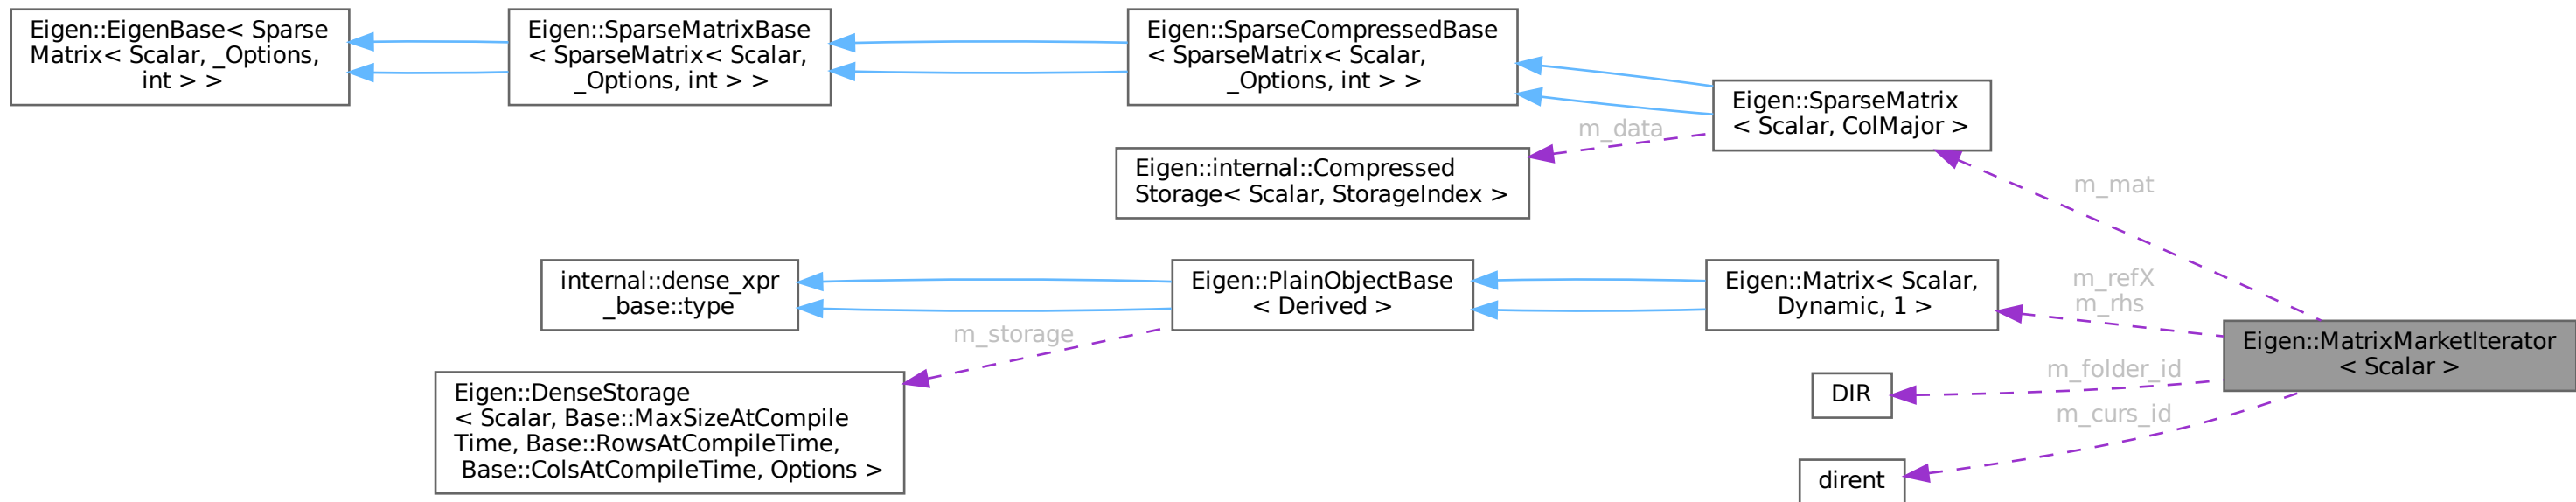 Eigen::EigenBase< Sparse
Matrix< Scalar, _Options,
int > >
Eigen::SparseMatrixBase
< SparseMatrix< Scalar,
_Options, int > >
Eigen::SparseCompressedBase
< SparseMatrix< Scalar,
_Options, int > >
Eigen::SparseMatrix
< Scalar, ColMajor >
m_data
Eigen::internal::Compressed
Storage< Scalar, StorageIndex >
m_mat
internal::dense_xpr
_base::type
Eigen::PlainObjectBase
< Derived >
Eigen::Matrix< Scalar,
Dynamic, 1 >
m_refX
m_rhs
m_storage
Eigen::MatrixMarketIterator
< Scalar >
Eigen::DenseStorage
< Scalar, Base::MaxSizeAtCompile
Time, Base::RowsAtCompileTime,
Base::ColsAtCompileTime, Options >
m_folder_id
DIR
m_curs_id
dirent